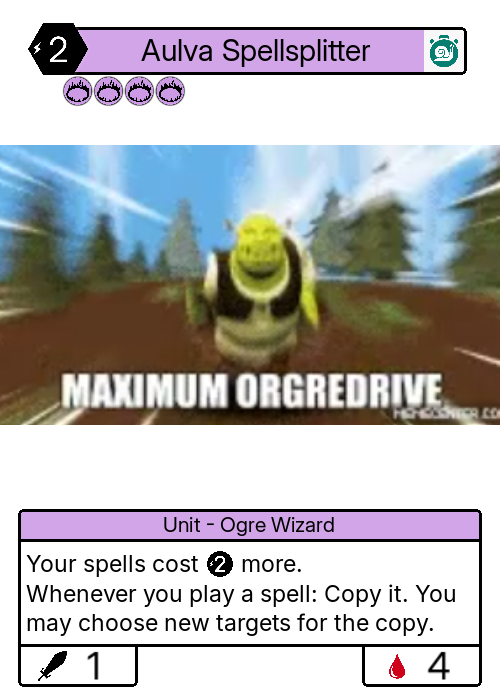 2 Aulva Spellsplitter
MAXIMUM ORGREDRIVE
Unit - Ogre Wizard
Your spells cost 2 more.
Whenever you play a spell: Copy it. You
may choose new targets for the copy.
1 4